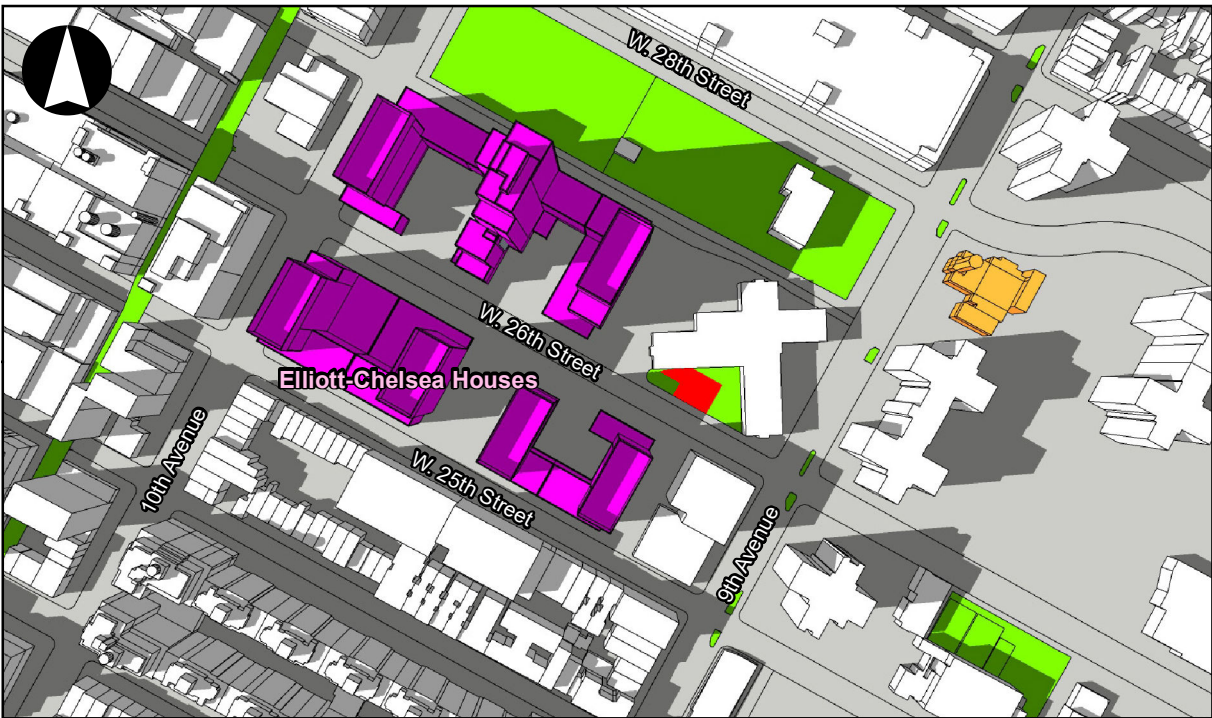 W. 28th Street
W. 26th Street
Elliott-Chelsea Houses
10th Avenue
W. 25th Street
9th Avenue